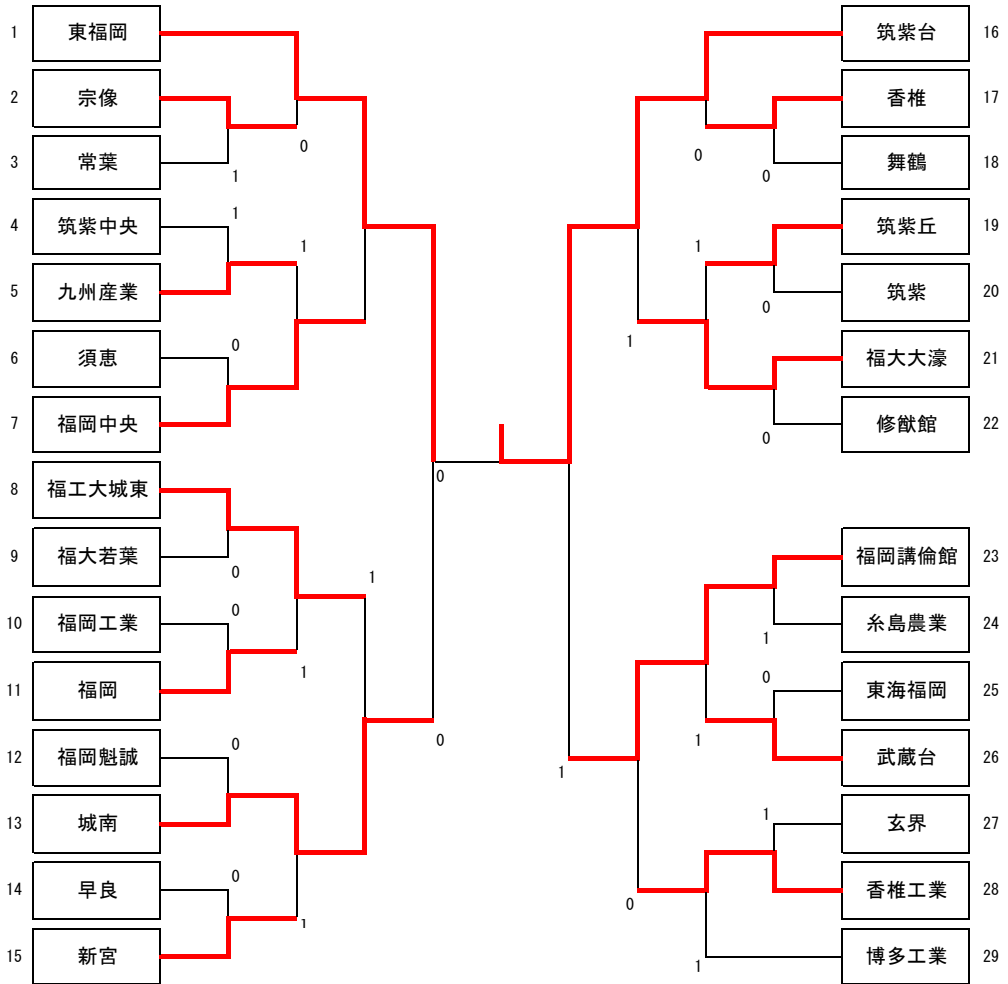 1 東福岡
2 宗像
0
3 常葉
1
4 筑紫中央
1
1
5 九州産業
6 須恵
0
7 福岡中央
8 福工大城東
9 福大若葉
0
1
10 福岡工業
0
11 福岡
1
12 福岡魁誠
0
0
13 城南
14 早良
0
15 新宮
1
0
筑紫台 16
香椎 17
0
舞鶴 18
0
筑紫丘 19
1
筑紫 20
0
1
福大大濠 21
修猷館 22
0
福岡講倫館 23
糸島農業 24
1
東海福岡 25
0
武蔵台 26
1
1
玄界 27
1
香椎工業 28
0
博多工業 29
1